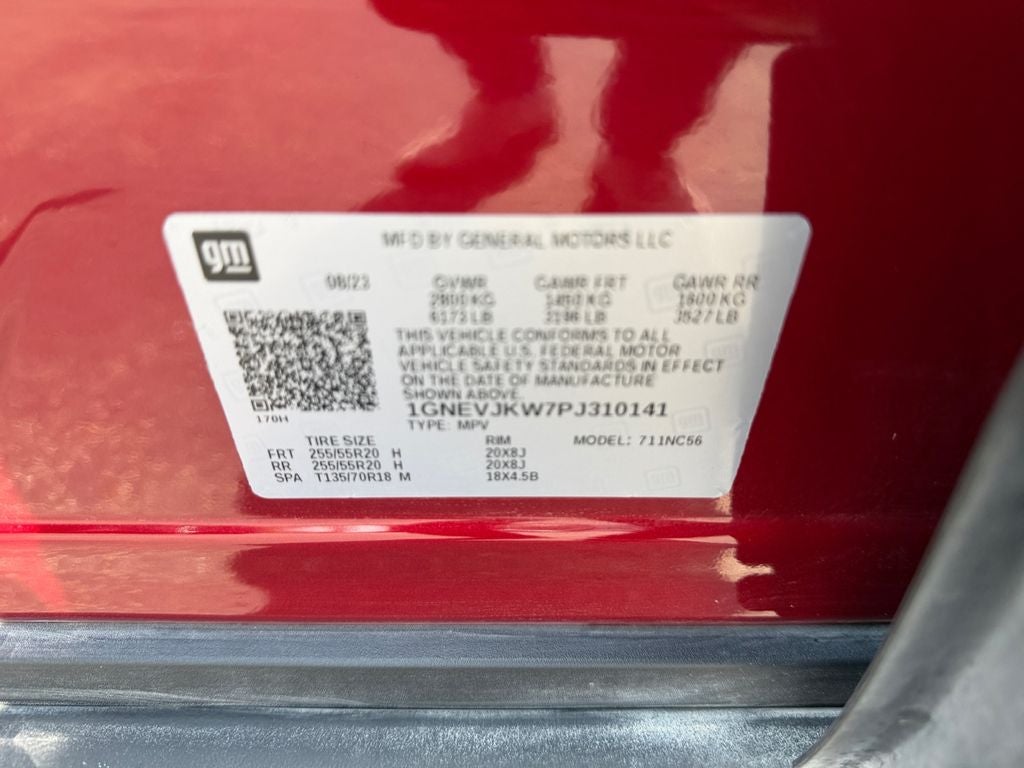 gm
MFD BY GENERAL MOTORS LLC
08/23 GVWR GAWR FRT GAWR RR
2800 KG 1450 KG 1600 KG
6173 LB 3196 LB 3527 LB
THIS VEHICLE CONFORMS TO ALL
APPLICABLE U.S. FEDERAL MOTOR
VEHICLE SAFETY STANDARDS IN EFFECT
ON THE DATE OF MANUFACTURE
SHOWN ABOVE.
1GNEVJKW7PJ310141
170H TYPE: MPV
TIRE SIZE RIM MODEL: 711NC56
FRT 255/55R20 H 20X8J
RR 255/55R20 H 20X8J
SPA T135/70R18 M 18X4.5B